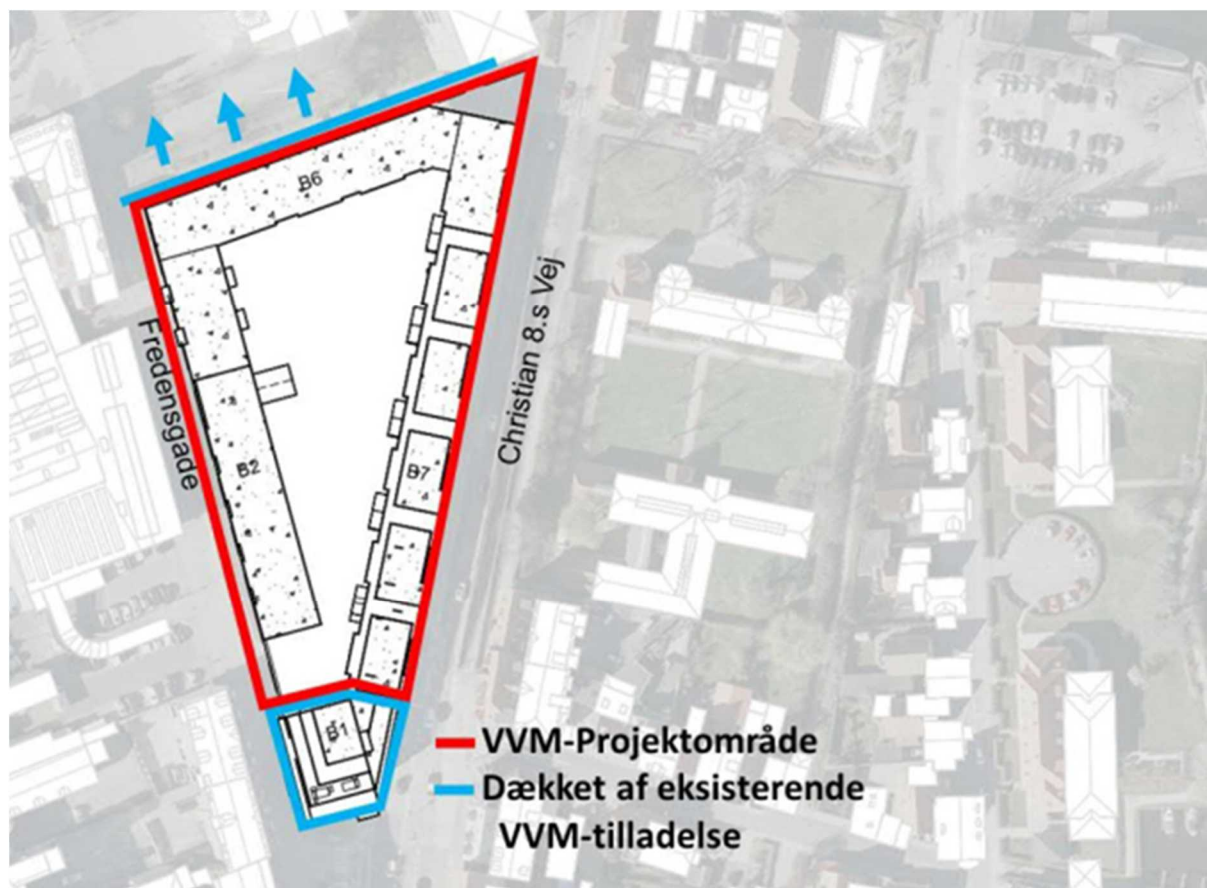 B6
Fredensgade
Christian 8.s Vej
B2
B7
B1
VVM-Projektområde
Dækket af eksisterende
VVM-tilladelse